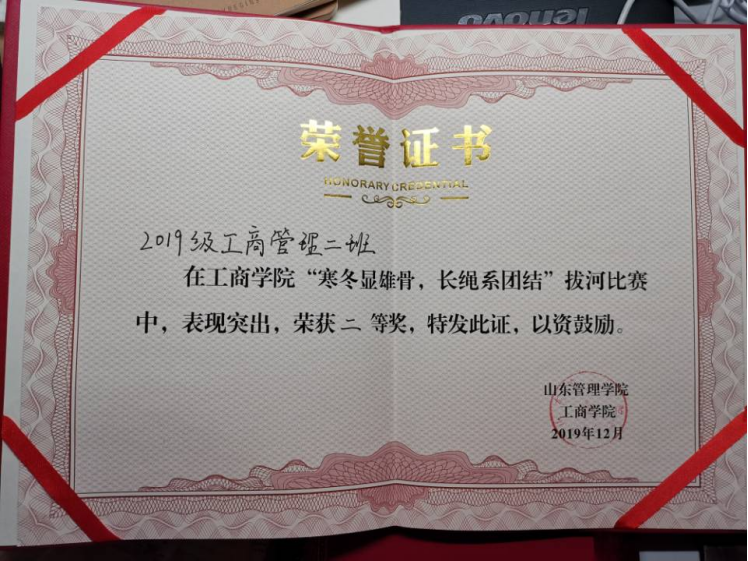 lenovo
荣誉证书
HONORARY CREDENTIAL
2019级工商管理二班
在工商学院“寒冬显雄骨，长绳系团结”拔河比赛
中，表现突出，荣获二等奖，特发此证，以资鼓励。
山东管理学院
工商学院
2019年12月